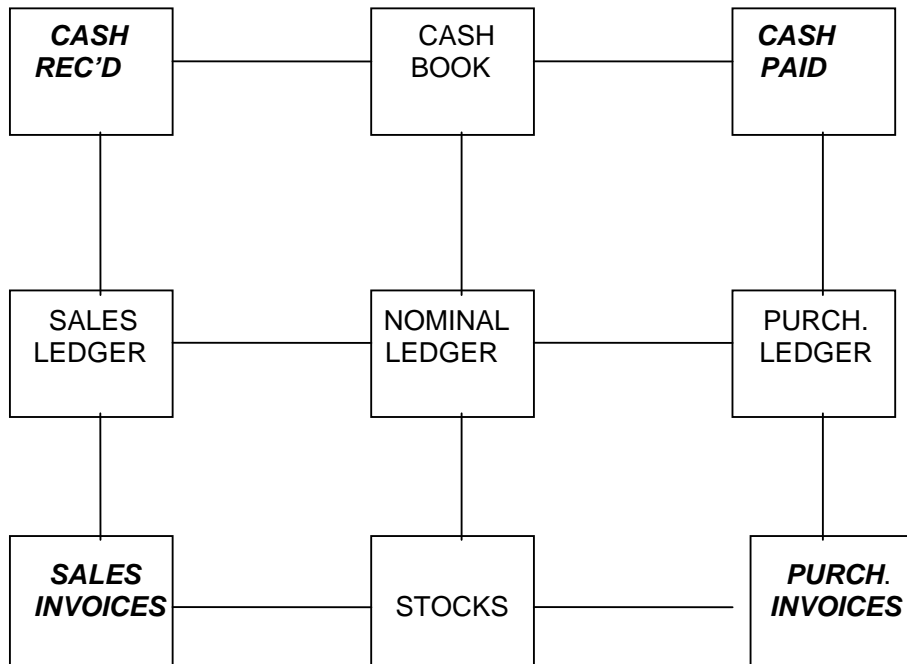 CASH
REC’D
CASH
BOOK
CASH
PAID
SALES
LEDGER
NOMINAL
LEDGER
PURCH.
LEDGER
SALES
INVOICES
STOCKS
PURCH.
INVOICES